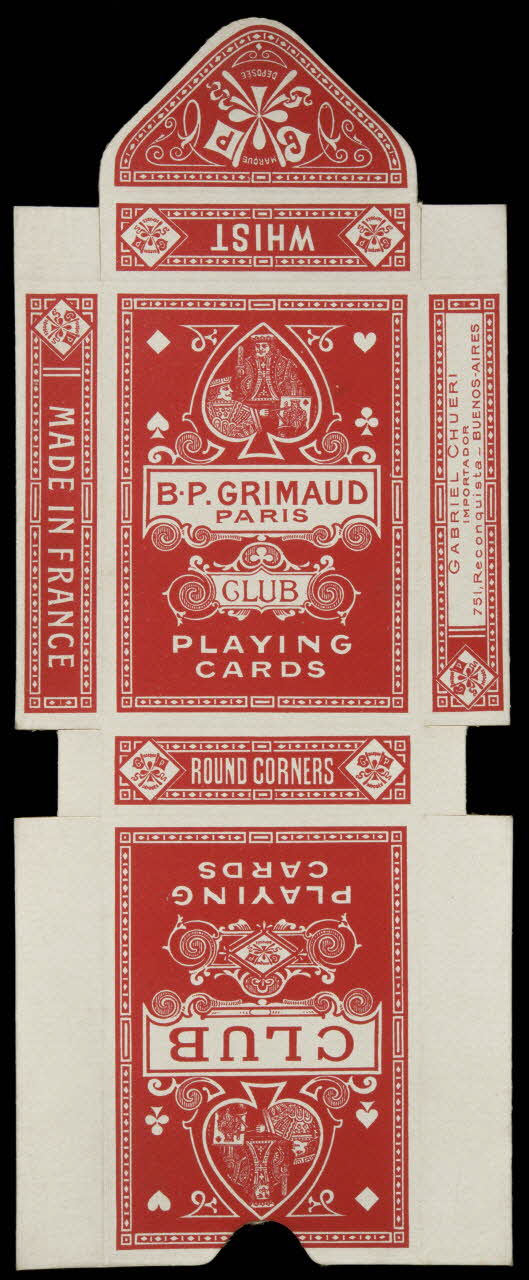 DEPOSÉE
B P
MARQUE
WHIST
MADE IN FRANCE
B·P. GRIMAUD
PARIS
CLUB
PLAYING
CARDS
GABRIEL CHUERI
IMPORTADOR
751, Reconquista_BUENOS-AIRES
ROUND CORNERS
CLUB
PLAYING
CARDS